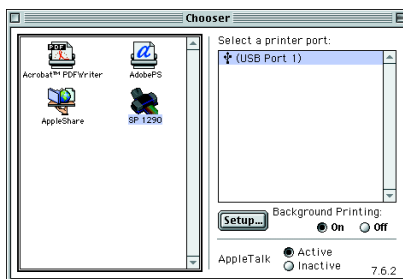 Chooser
Select a printer port:
(USB Port 1)
PDF
Acrobat™ PDFWriter
a
AdobePS
AppleShare
SP 1290
Setup...
Background Printing:
On Off
AppleTalk
Active
Inactive
7.6.2